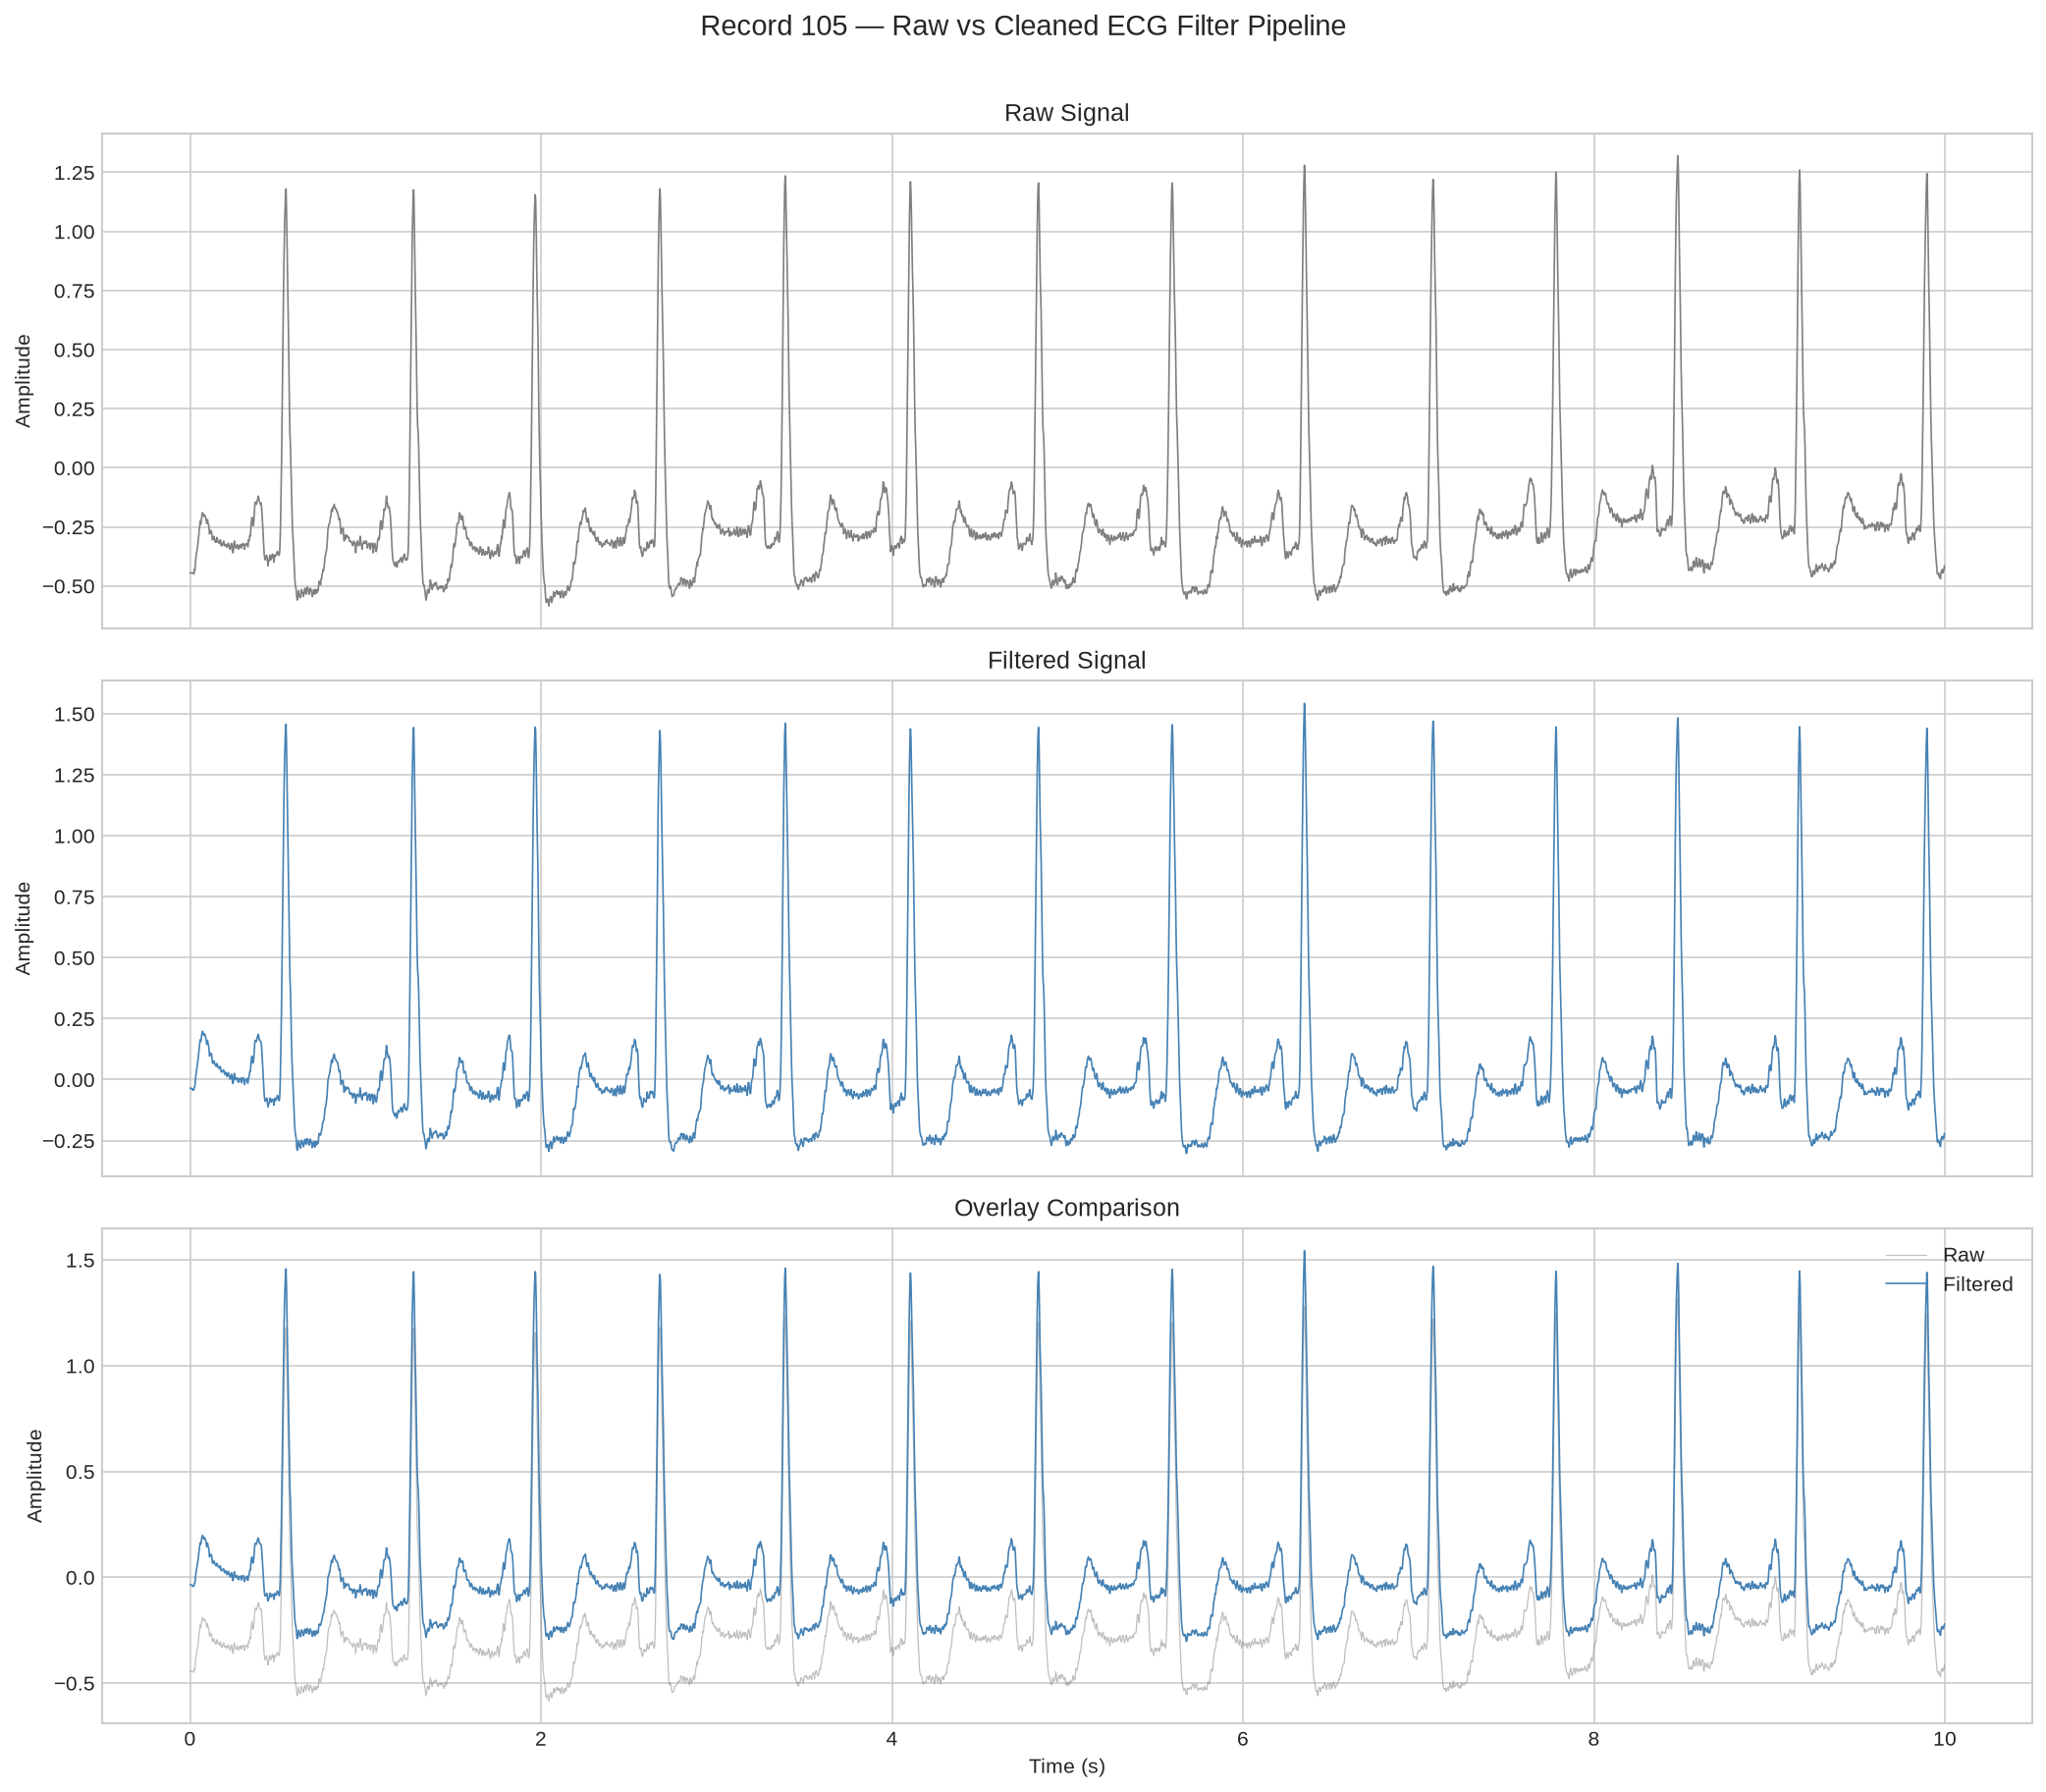 Record 105 — Raw vs Cleaned ECG Filter Pipeline
Raw Signal
Amplitude
1.25
1.00
0.75
0.50
0.25
0.00
−0.25
−0.50
Filtered Signal
Amplitude
1.50
1.25
1.00
0.75
0.50
0.25
0.00
−0.25
Overlay Comparison
Amplitude
1.5
1.0
0.5
0.0
−0.5
Raw
Filtered
0 2 4 6 8 10
Time (s)